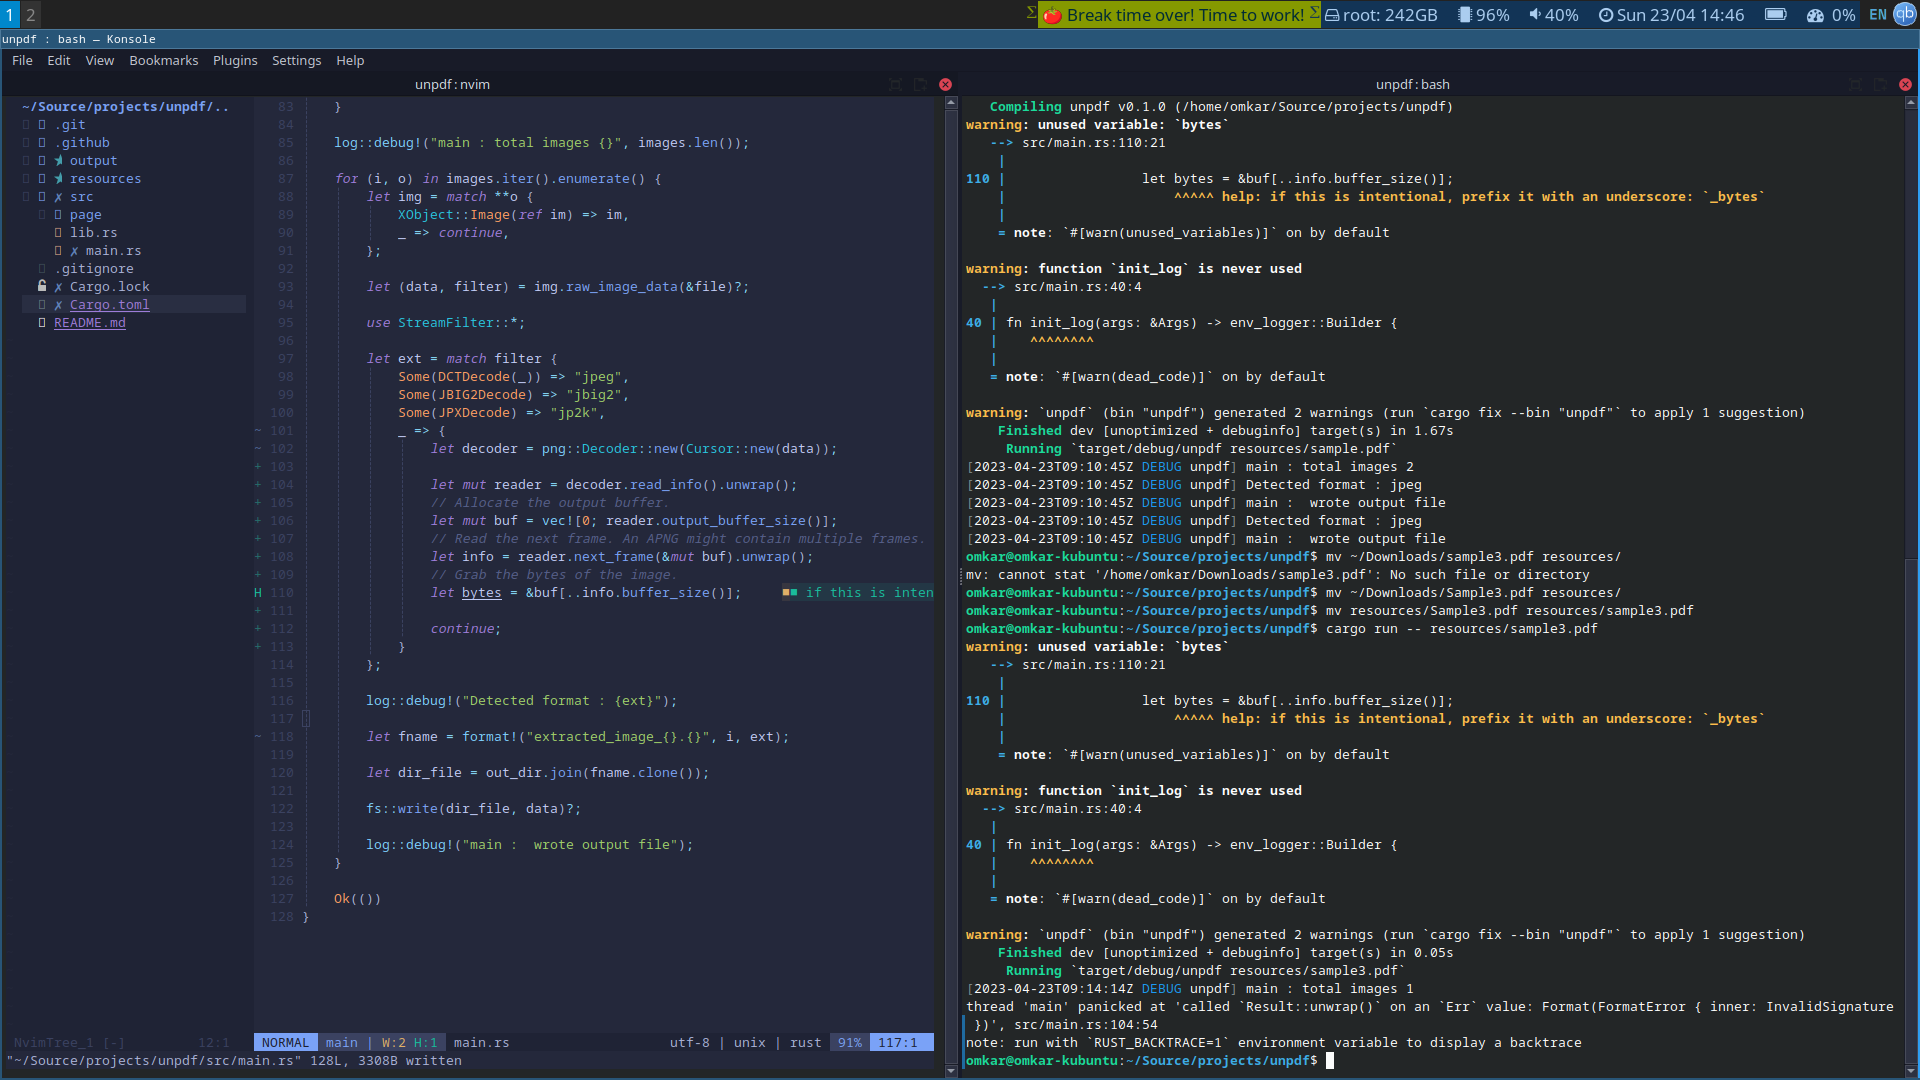 1 2
Σ Break time over! Time to work! Σ root: 242GB 96% 40% Sun 23/04 14:46 0% EN qb
unpdf : bash — Konsole
File Edit View Bookmarks Plugins Settings Help
unpdf : nvim
~/Source/projects/unpdf/..
.git
.github
output
resources
✗ src
page
lib.rs
✗ main.rs
.gitignore
✗ Cargo.lock
✗ Cargo.toml
README.md
83     }
84
85     log::debug!("main : total images {}", images.len());
86
87     for (i, o) in images.iter().enumerate() {
88         let img = match **o {
89             XObject::Image(ref im) => im,
90             _ => continue,
91         };
92
93         let (data, filter) = img.raw_image_data(&file)?;
94
95         use StreamFilter::*;
96
97         let ext = match filter {
98             Some(DCTDecode(_)) => "jpeg",
99             Some(JBIG2Decode) => "jbig2",
100             Some(JPXDecode) => "jp2k",
~ 101             _ => {
~ 102                 let decoder = png::Decoder::new(Cursor::new(data));
+ 103
+ 104                 let mut reader = decoder.read_info().unwrap();
+ 105                 // Allocate the output buffer.
+ 106                 let mut buf = vec![0; reader.output_buffer_size()];
+ 107                 // Read the next frame. An APNG might contain multiple frames.
+ 108                 let info = reader.next_frame(&mut buf).unwrap();
+ 109                 // Grab the bytes of the image.
H 110                 let bytes = &buf[..info.buffer_size()];     ■■ if this is inten
+ 111
+ 112                 continue;
+ 113             }
114         };
115
116         log::debug!("Detected format : {ext}");
117
~ 118         let fname = format!("extracted_image_{}.{}", i, ext);
119
120         let dir_file = out_dir.join(fname.clone());
121
122         fs::write(dir_file, data)?;
123
124         log::debug!("main :  wrote output file");
125     }
126
127     Ok(())
128 }
NvimTree_1 [-] 12:1
NORMAL main | W:2 H:1 main.rs utf-8 | unix | rust 91% 117:1
"~/Source/projects/unpdf/src/main.rs" 128L, 3308B written
unpdf : bash
   Compiling unpdf v0.1.0 (/home/omkar/Source/projects/unpdf)
warning: unused variable: `bytes`
   --> src/main.rs:110:21
    |
110 |                 let bytes = &buf[..info.buffer_size()];
    |                     ^^^^^ help: if this is intentional, prefix it with an underscore: `_bytes`
    |
    = note: `#[warn(unused_variables)]` on by default
warning: function `init_log` is never used
  --> src/main.rs:40:4
   |
40 | fn init_log(args: &Args) -> env_logger::Builder {
   |    ^^^^^^^^
   |
   = note: `#[warn(dead_code)]` on by default
warning: `unpdf` (bin "unpdf") generated 2 warnings (run `cargo fix --bin "unpdf"` to apply 1 suggestion)
    Finished dev [unoptimized + debuginfo] target(s) in 1.67s
     Running `target/debug/unpdf resources/sample.pdf`
[2023-04-23T09:10:45Z DEBUG unpdf] main : total images 2
[2023-04-23T09:10:45Z DEBUG unpdf] Detected format : jpeg
[2023-04-23T09:10:45Z DEBUG unpdf] main :  wrote output file
[2023-04-23T09:10:45Z DEBUG unpdf] Detected format : jpeg
[2023-04-23T09:10:45Z DEBUG unpdf] main :  wrote output file
omkar@omkar-kubuntu:~/Source/projects/unpdf$ mv ~/Downloads/sample3.pdf resources/
mv: cannot stat '/home/omkar/Downloads/sample3.pdf': No such file or directory
omkar@omkar-kubuntu:~/Source/projects/unpdf$ mv ~/Downloads/Sample3.pdf resources/
omkar@omkar-kubuntu:~/Source/projects/unpdf$ mv resources/Sample3.pdf resources/sample3.pdf
omkar@omkar-kubuntu:~/Source/projects/unpdf$ cargo run -- resources/sample3.pdf
warning: unused variable: `bytes`
   --> src/main.rs:110:21
    |
110 |                 let bytes = &buf[..info.buffer_size()];
    |                     ^^^^^ help: if this is intentional, prefix it with an underscore: `_bytes`
    |
    = note: `#[warn(unused_variables)]` on by default
warning: function `init_log` is never used
  --> src/main.rs:40:4
   |
40 | fn init_log(args: &Args) -> env_logger::Builder {
   |    ^^^^^^^^
   |
   = note: `#[warn(dead_code)]` on by default
warning: `unpdf` (bin "unpdf") generated 2 warnings (run `cargo fix --bin "unpdf"` to apply 1 suggestion)
    Finished dev [unoptimized + debuginfo] target(s) in 0.05s
     Running `target/debug/unpdf resources/sample3.pdf`
[2023-04-23T09:14:14Z DEBUG unpdf] main : total images 1
thread 'main' panicked at 'called `Result::unwrap()` on an `Err` value: Format(FormatError { inner: InvalidSignature
 })', src/main.rs:104:54
note: run with `RUST_BACKTRACE=1` environment variable to display a backtrace
omkar@omkar-kubuntu:~/Source/projects/unpdf$